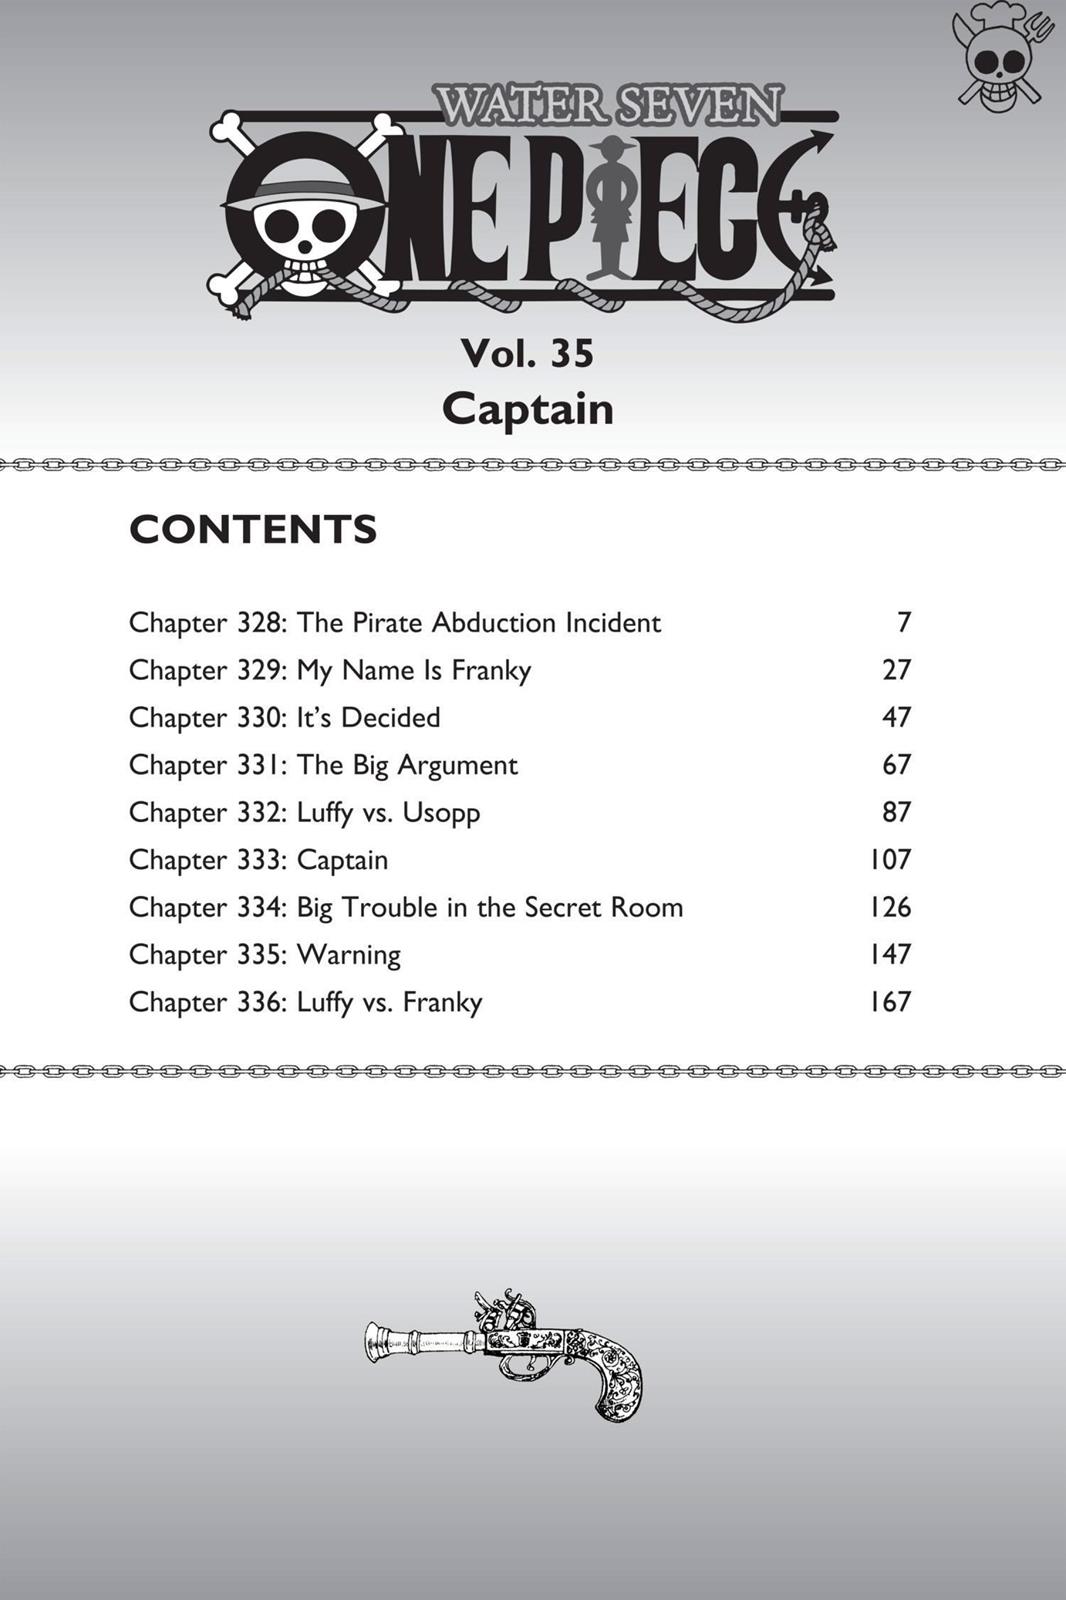 WATER SEVEN
ONE PIECE
Vol. 35
Captain
CONTENTS
Chapter 328: The Pirate Abduction Incident 7
Chapter 329: My Name Is Franky 27
Chapter 330: It's Decided 47
Chapter 331: The Big Argument 67
Chapter 332: Luffy vs. Usopp 87
Chapter 333: Captain 107
Chapter 334: Big Trouble in the Secret Room 126
Chapter 335: Warning 147
Chapter 336: Luffy vs. Franky 167